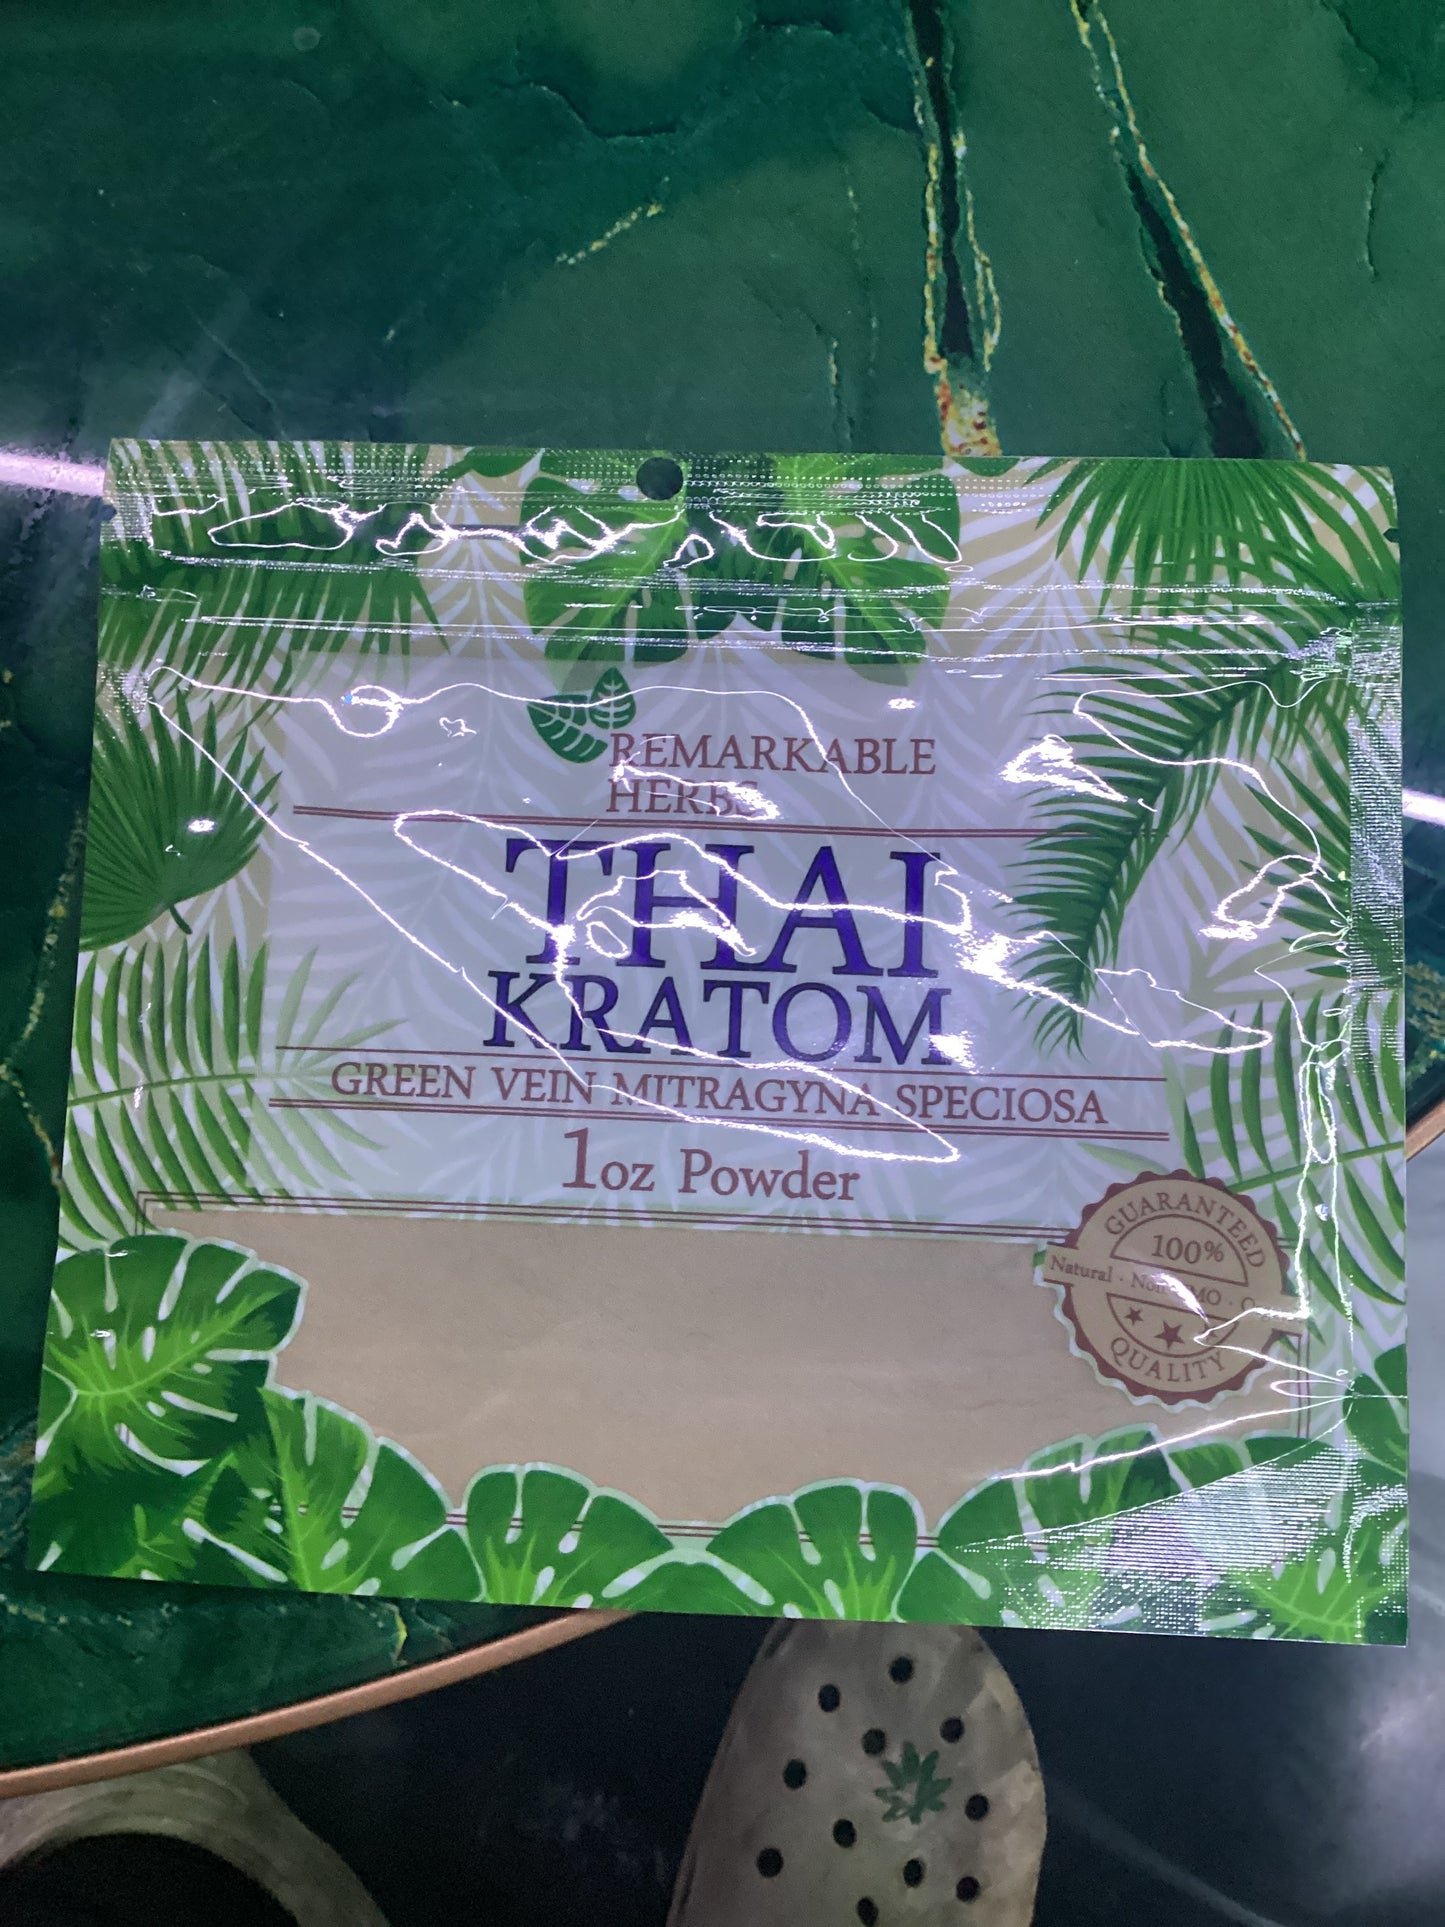 REMARKABLE
HERBS
THAI
KRATOM
GREEN VEIN MITRAGYNA SPECIOSA
1oz Powder
GUARANTEED
100%
Natural ·
QUALITY